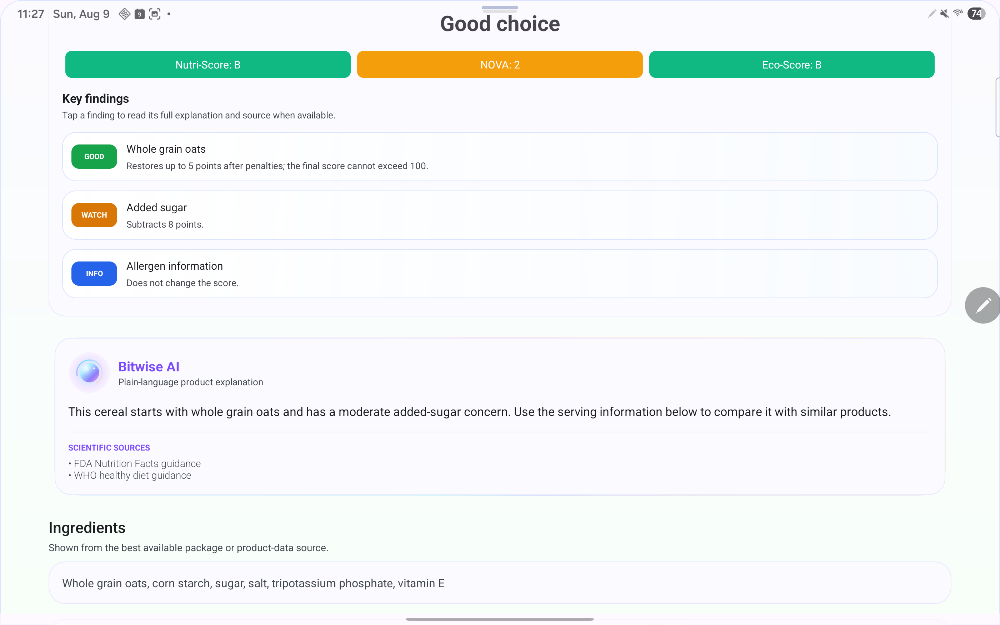 11:27 Sun, Aug 9 9
74
Good choice
Nutri-Score: B
NOVA: 2
Eco-Score: B
Key findings
Tap a finding to read its full explanation and source when available.
GOOD
Whole grain oats
Restores up to 5 points after penalties; the final score cannot exceed 100.
WATCH
Added sugar
Subtracts 8 points.
INFO
Allergen information
Does not change the score.
Bitwise AI
Plain-language product explanation
This cereal starts with whole grain oats and has a moderate added-sugar concern. Use the serving information below to compare it with similar products.
SCIENTIFIC SOURCES
• FDA Nutrition Facts guidance
• WHO healthy diet guidance
Ingredients
Shown from the best available package or product-data source.
Whole grain oats, corn starch, sugar, salt, tripotassium phosphate, vitamin E